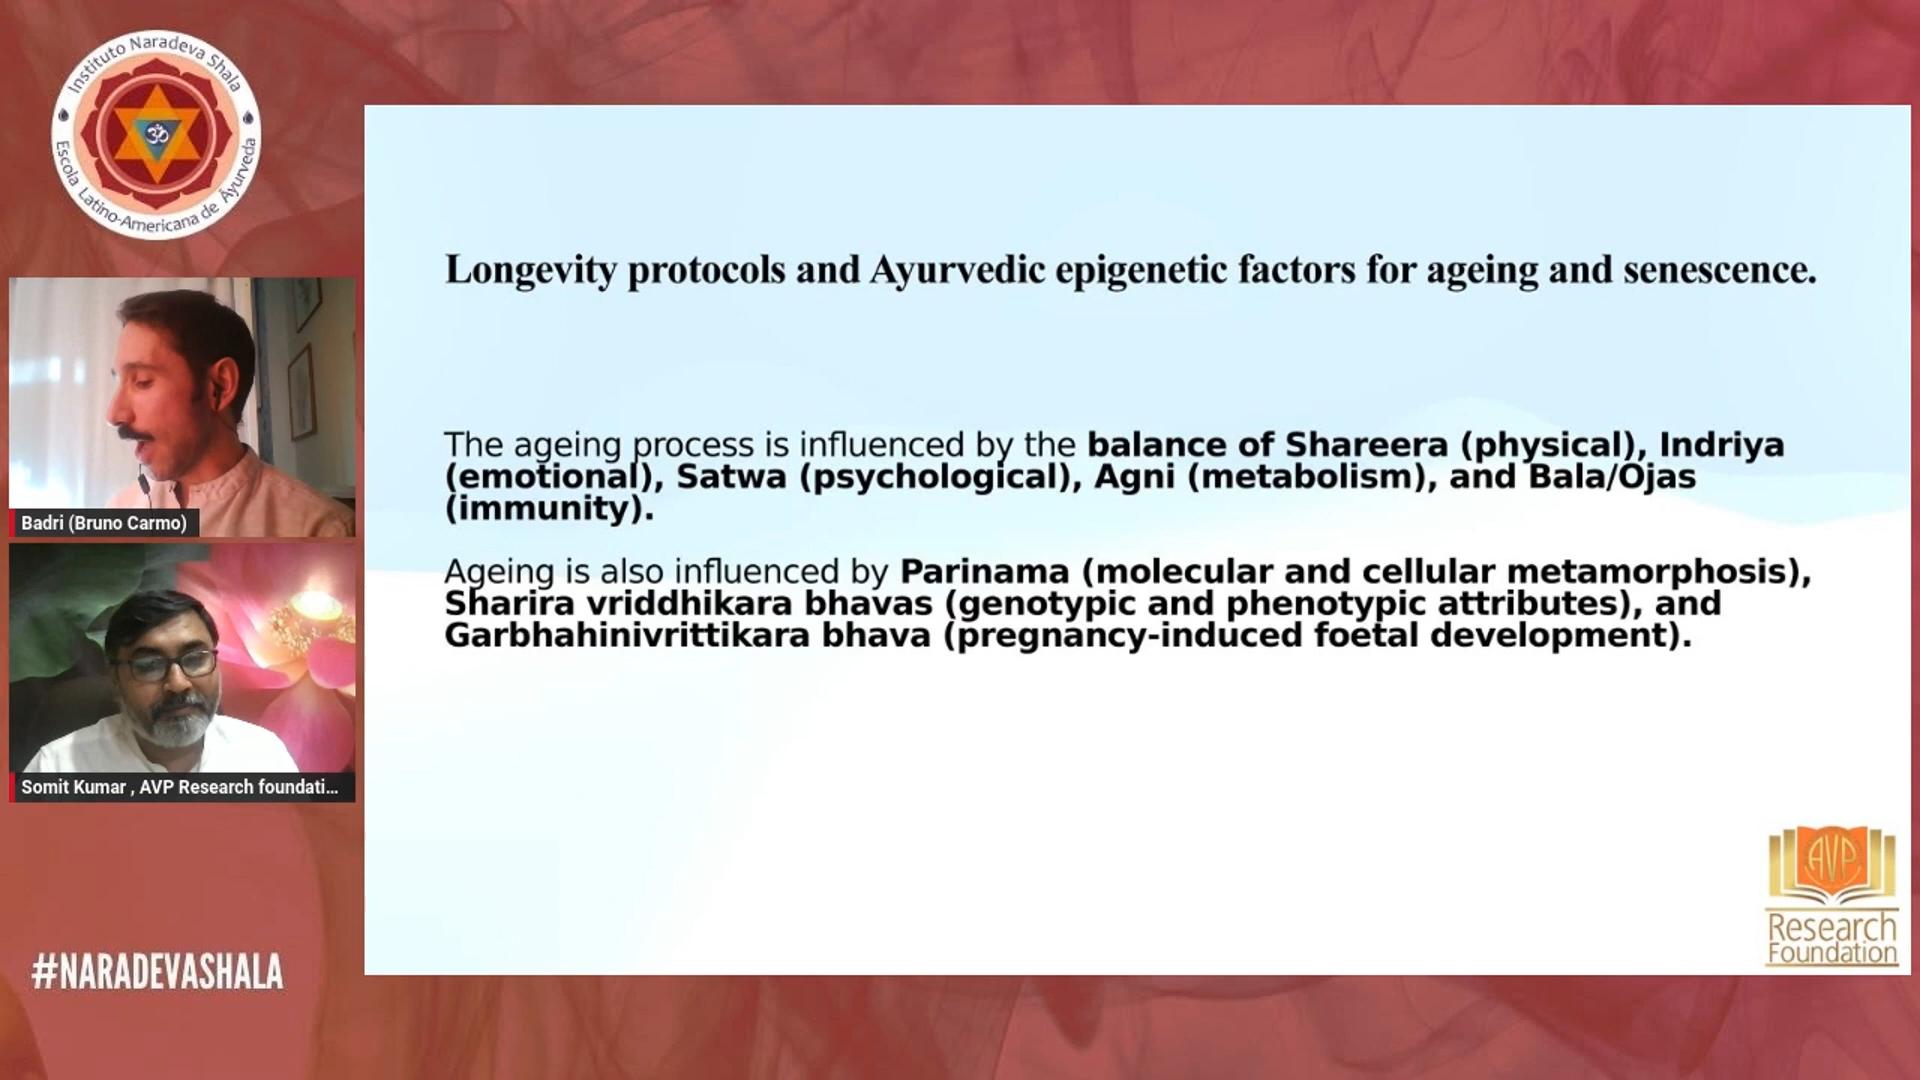 Instituto Naradeva Shala
Escola Latino-Americana de Āyurveda
ॐ
Longevity protocols and Ayurvedic epigenetic factors for ageing and senescence.
The ageing process is influenced by the balance of Shareera (physical), Indriya
(emotional), Satwa (psychological), Agni (metabolism), and Bala/Ojas
(immunity).
Ageing is also influenced by Parinama (molecular and cellular metamorphosis),
Sharira vriddhikara bhavas (genotypic and phenotypic attributes), and
Garbhahinivrittikara bhava (pregnancy-induced foetal development).
Badri (Bruno Carmo)
Somit Kumar , AVP Research foundati...
#NARADEVASHALA
AVP
Research
Foundation